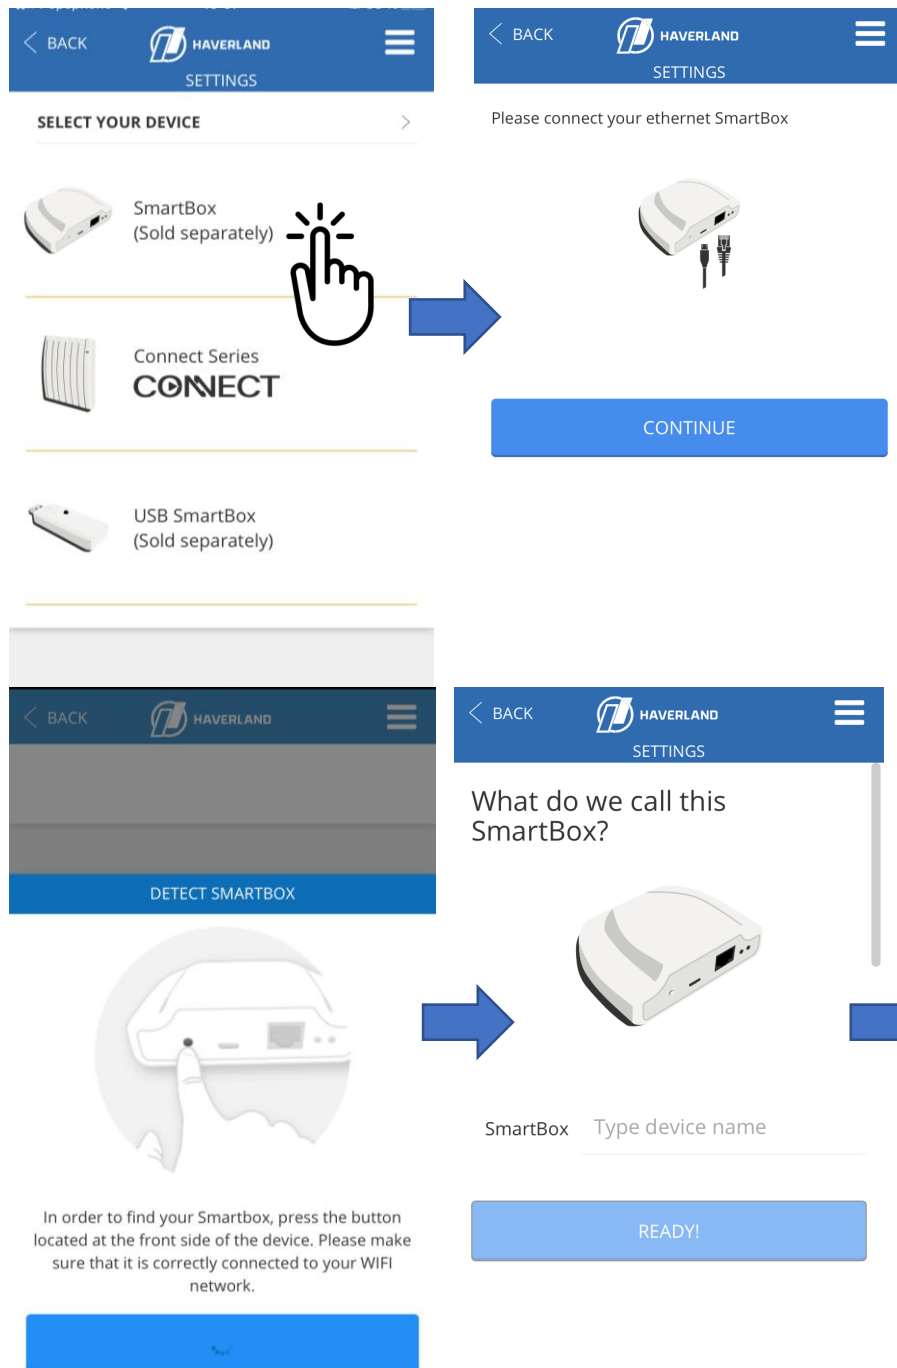 BACK
HAVERLAND
SETTINGS
SELECT YOUR DEVICE
SmartBox
(Sold separately)
Connect Series
CONNECT
USB SmartBox
(Sold separately)
BACK
HAVERLAND
SETTINGS
Please connect your ethernet SmartBox
CONTINUE
BACK
HAVERLAND
DETECT SMARTBOX
In order to find your Smartbox, press the button
located at the front side of the device. Please make
sure that it is correctly connected to your WIFI
network.
BACK
HAVERLAND
SETTINGS
What do we call this
SmartBox?
SmartBox Type device name
READY!